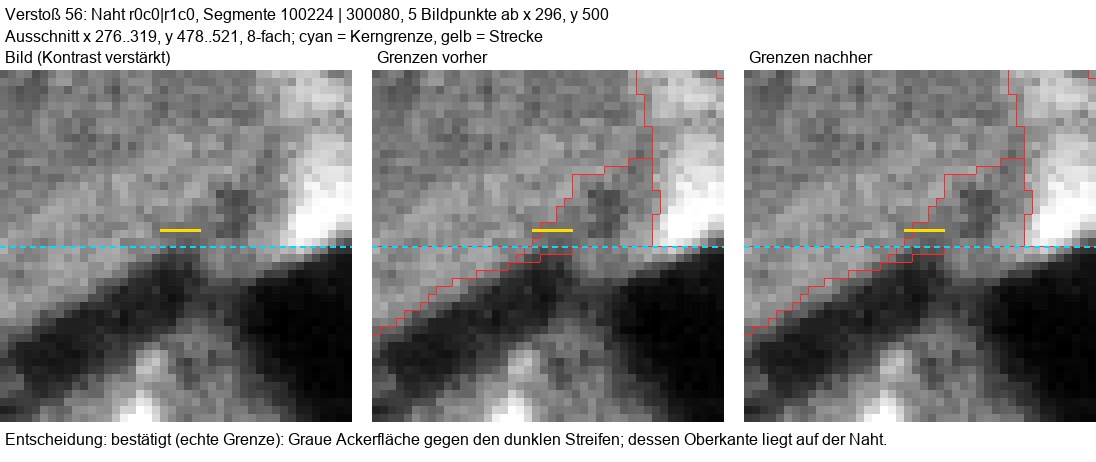 Verstoß 56: Naht r0c0|r1c0, Segmente 100224 | 300080, 5 Bildpunkte ab x 296, y 500
Ausschnitt x 276..319, y 478..521, 8-fach; cyan = Kerngrenze, gelb = Strecke
Bild (Kontrast verstärkt)
Grenzen vorher
Grenzen nachher
Entscheidung: bestätigt (echte Grenze): Graue Ackerfläche gegen den dunklen Streifen; dessen Oberkante liegt auf der Naht.